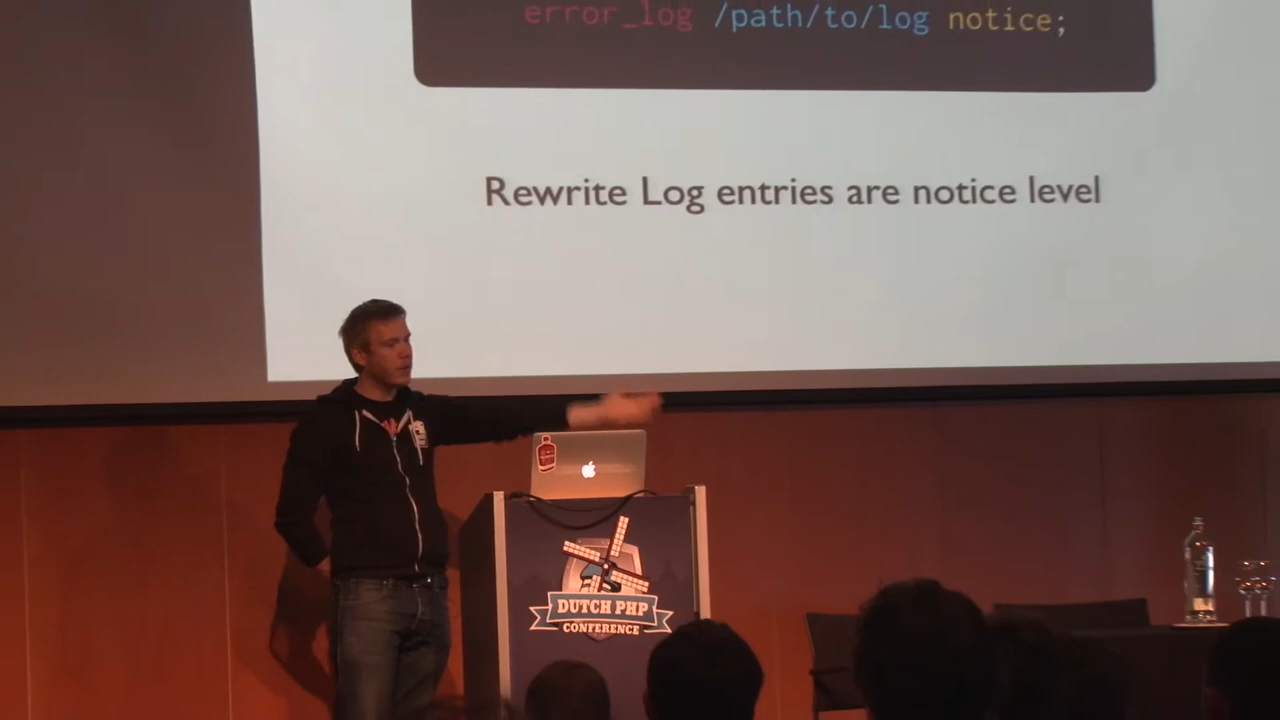 error_log /path/to/log notice;
Rewrite Log entries are notice level
DUTCH PHP
CONFERENCE